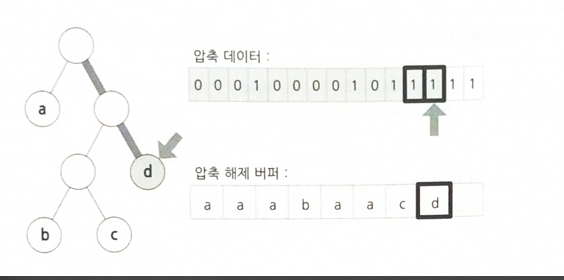 압축 데이터 :
0 0 0 1 0 0 0 0 1 0 1 1 1 1 1
a
d
압축 해제 버퍼 :
a a a b a a c d
b c